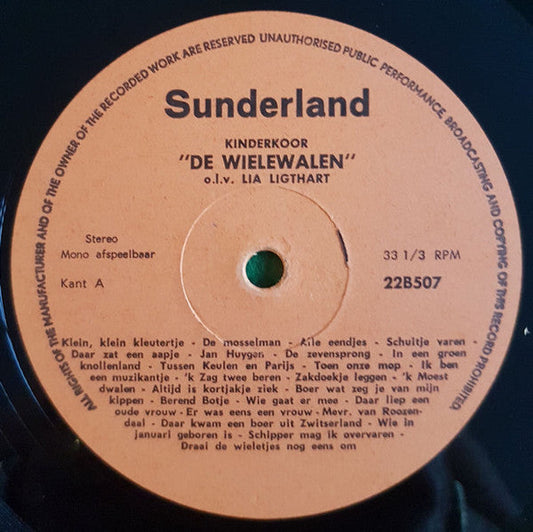 ALL RIGHTS OF THE MANUFACTURER AND OF THE OWNER OF THE RECORDED WORK ARE RESERVED UNAUTHORISED PUBLIC PERFORMANCE, BROADCASTING AND COPYING OF THIS RECORD PROHIBITED
Sunderland
KINDERKOOR
"DE WIELEWALEN"
o.l.v. LIA LIGTHART
Stereo
Mono afspeelbaar
33 1/3 RPM
Kant A
22B507
Klein, klein kleutertje - De mosselman - Alle eendjes - Schuitje varen -
Daar zat een aapje - Jan Huygen - De zevensprong - In een groen
knollenland - Tussen Keulen en Parijs - Toen onze mop - Ik ben
een muzikantje - 'k Zag twee beren - Zakdoekje leggen - 'k Moest
dwalen - Altijd is kortjakje ziek - Boer wat zeg je van mijn
kippen - Berend Botje - Wie gaat er mee - Daar liep een
oude vrouw - Er was eens een vrouw - Mevr. van Roozen-
daal - Daar kwam een boer uit Zwitserland - Wie in
januari geboren is - Schipper mag ik overvaren -
Draai de wieletjes nog eens om